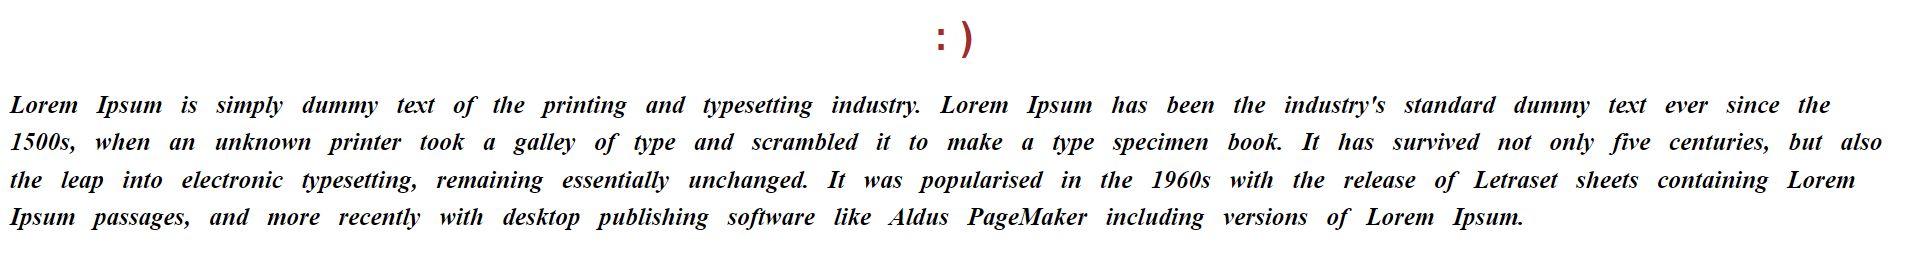 :)
Lorem Ipsum is simply dummy text of the printing and typesetting industry. Lorem Ipsum has been the industry's standard dummy text ever since the
1500s, when an unknown printer took a galley of type and scrambled it to make a type specimen book. It has survived not only five centuries, but also
the leap into electronic typesetting, remaining essentially unchanged. It was popularised in the 1960s with the release of Letraset sheets containing Lorem
Ipsum passages, and more recently with desktop publishing software like Aldus PageMaker including versions of Lorem Ipsum.